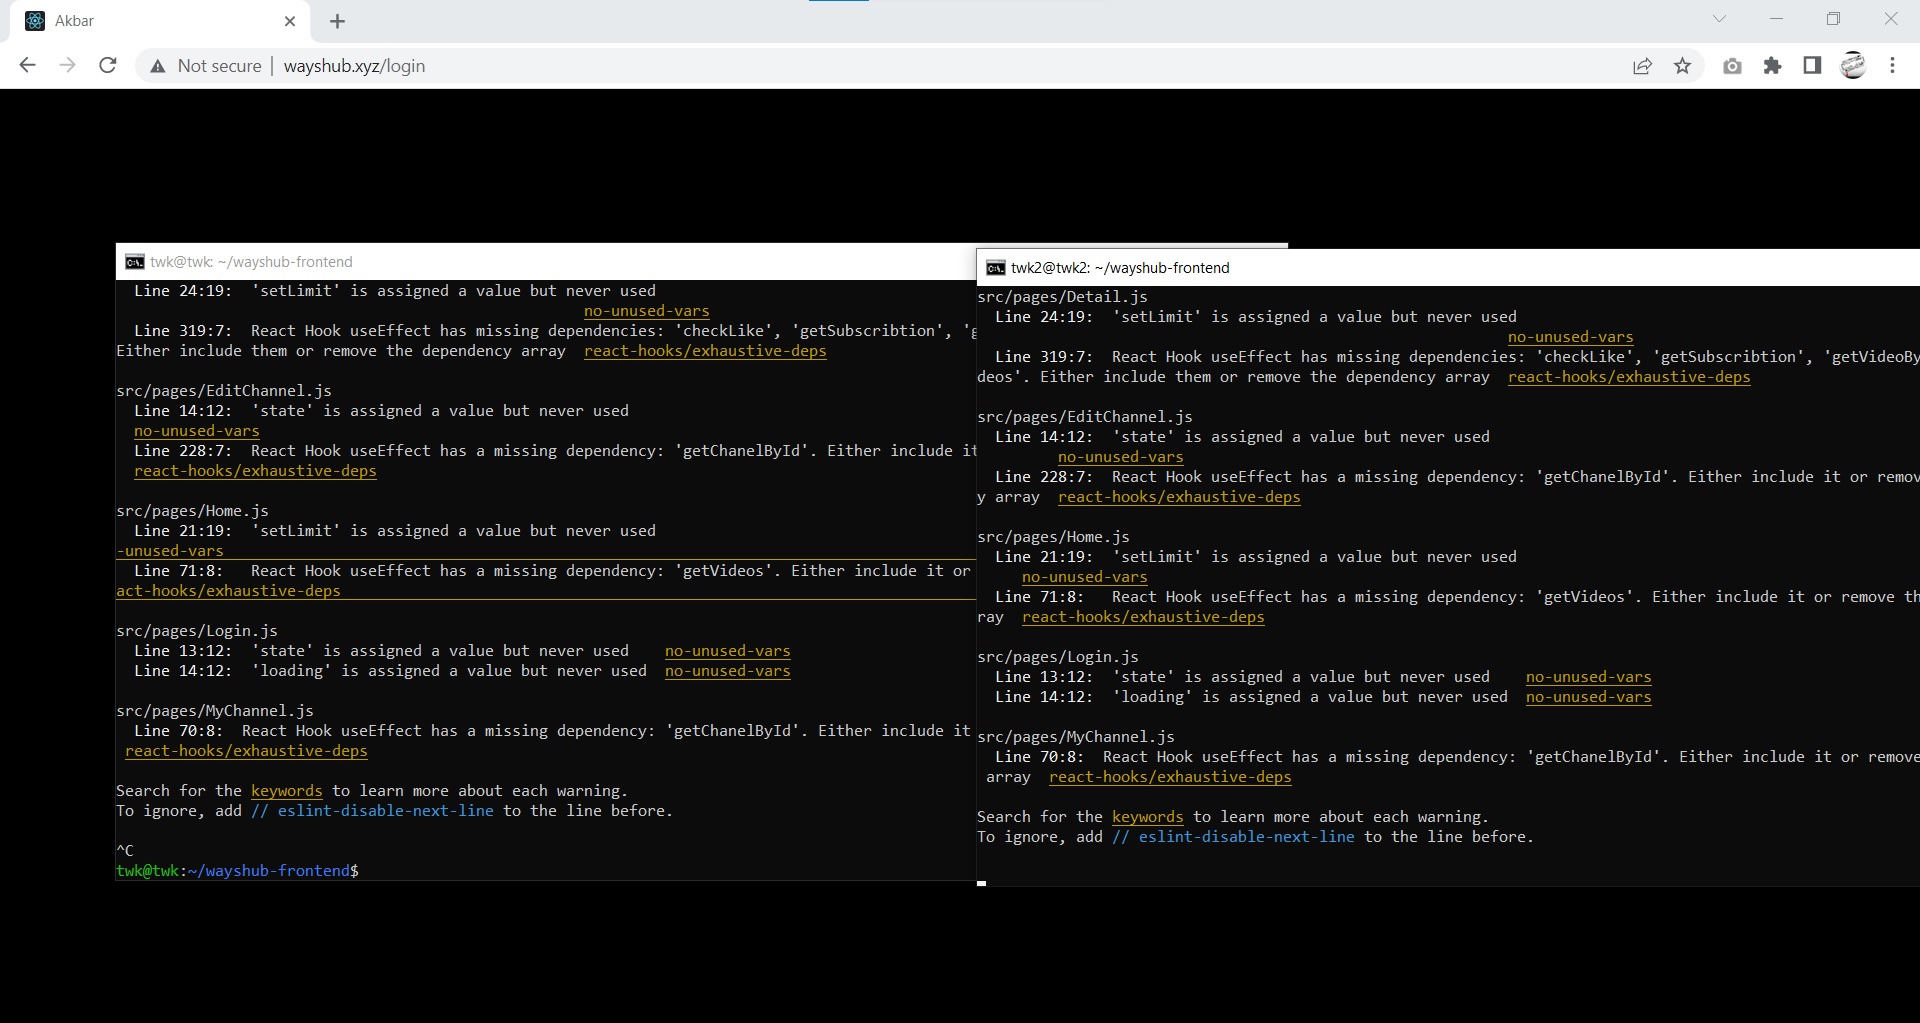 Akbar
Not secure | wayshub.xyz/login
twk@twk: ~/wayshub-frontend
Line 24:19:  'setLimit' is assigned a value but never used
no-unused-vars
Line 319:7:  React Hook useEffect has missing dependencies: 'checkLike', 'getSubscribtion', 'g
Either include them or remove the dependency array  react-hooks/exhaustive-deps
src/pages/EditChannel.js
Line 14:12:  'state' is assigned a value but never used
no-unused-vars
Line 228:7:  React Hook useEffect has a missing dependency: 'getChanelById'. Either include it
react-hooks/exhaustive-deps
src/pages/Home.js
Line 21:19:  'setLimit' is assigned a value but never used
-unused-vars
Line 71:8:   React Hook useEffect has a missing dependency: 'getVideos'. Either include it or
act-hooks/exhaustive-deps
src/pages/Login.js
Line 13:12:  'state' is assigned a value but never used    no-unused-vars
Line 14:12:  'loading' is assigned a value but never used  no-unused-vars
src/pages/MyChannel.js
Line 70:8:  React Hook useEffect has a missing dependency: 'getChanelById'. Either include it
react-hooks/exhaustive-deps
Search for the keywords to learn more about each warning.
To ignore, add // eslint-disable-next-line to the line before.
^C
twk@twk:~/wayshub-frontend$
twk2@twk2: ~/wayshub-frontend
src/pages/Detail.js
Line 24:19:  'setLimit' is assigned a value but never used
no-unused-vars
Line 319:7:  React Hook useEffect has missing dependencies: 'checkLike', 'getSubscribtion', 'getVideoBy
deos'. Either include them or remove the dependency array  react-hooks/exhaustive-deps
src/pages/EditChannel.js
Line 14:12:  'state' is assigned a value but never used
no-unused-vars
Line 228:7:  React Hook useEffect has a missing dependency: 'getChanelById'. Either include it or remov
y array  react-hooks/exhaustive-deps
src/pages/Home.js
Line 21:19:  'setLimit' is assigned a value but never used
no-unused-vars
Line 71:8:   React Hook useEffect has a missing dependency: 'getVideos'. Either include it or remove th
ray  react-hooks/exhaustive-deps
src/pages/Login.js
Line 13:12:  'state' is assigned a value but never used    no-unused-vars
Line 14:12:  'loading' is assigned a value but never used  no-unused-vars
src/pages/MyChannel.js
Line 70:8:  React Hook useEffect has a missing dependency: 'getChanelById'. Either include it or remove
array  react-hooks/exhaustive-deps
Search for the keywords to learn more about each warning.
To ignore, add // eslint-disable-next-line to the line before.